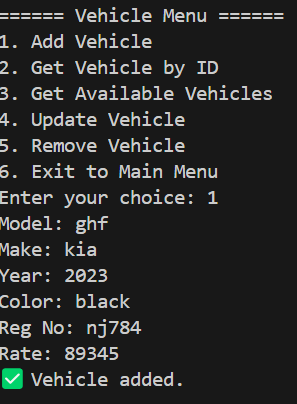 ====== Vehicle Menu ======
1. Add Vehicle
2. Get Vehicle by ID
3. Get Available Vehicles
4. Update Vehicle
5. Remove Vehicle
6. Exit to Main Menu
Enter your choice: 1
Model: ghf
Make: kia
Year: 2023
Color: black
Reg No: nj784
Rate: 89345
✅ Vehicle added.